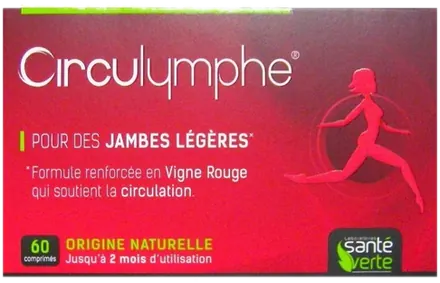 Circulymphe®
POUR DES JAMBES LÉGÈRES*
*Formule renforcée en Vigne Rouge
qui soutient la circulation.
60
comprimés
ORIGINE NATURELLE
Jusqu'à 2 mois d'utilisation
Laboratoires
santé
verte